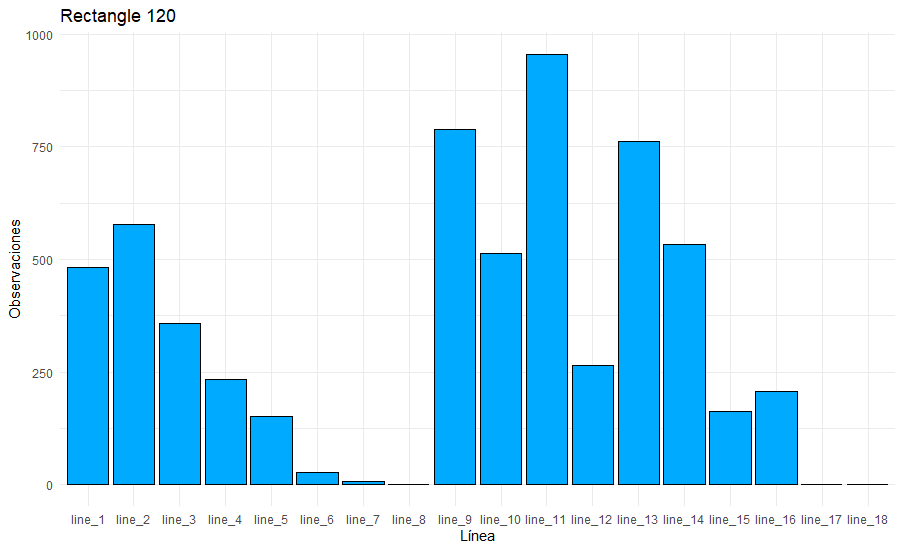 Rectangle 120
1000
750
500
250
0
Observaciones
line_1 line_2 line_3 line_4 line_5 line_6 line_7 line_8 line_9 line_10 line_11 line_12 line_13 line_14 line_15 line_16 line_17 line_18
Línea